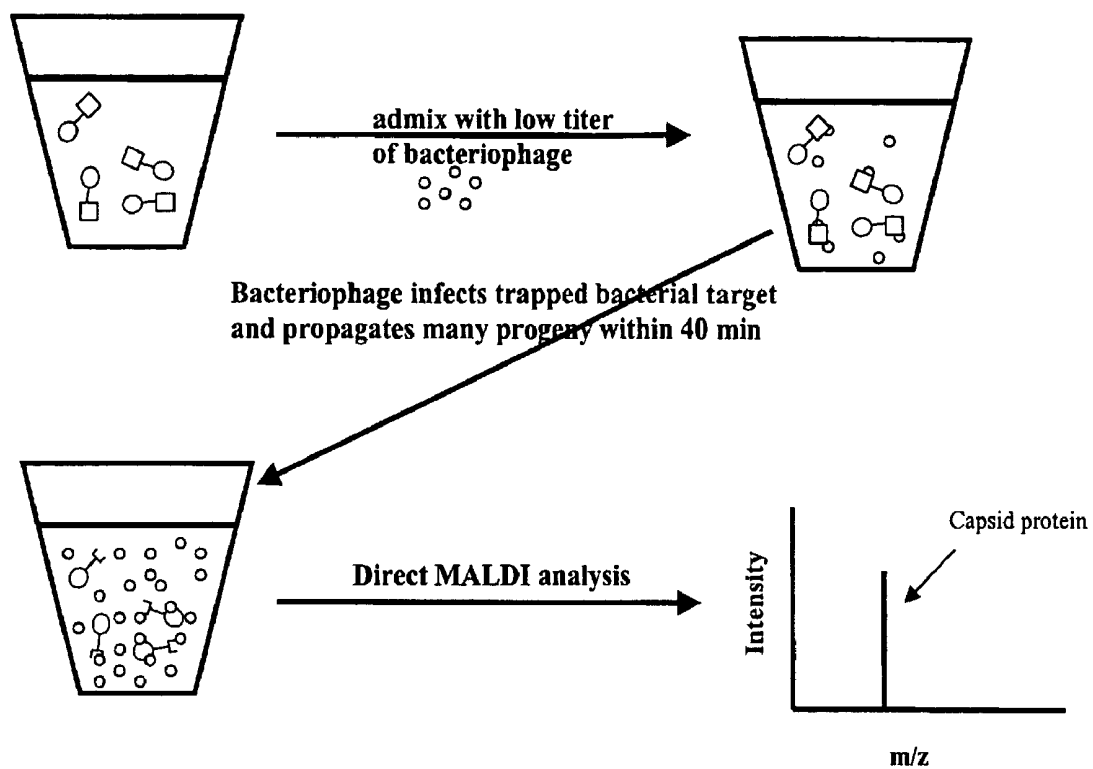 admix with low titer
of bacteriophage
Bacteriophage infects trapped bacterial target
and propagates many progeny within 40 min
Direct MALDI analysis
Capsid protein
Intensity
m/z